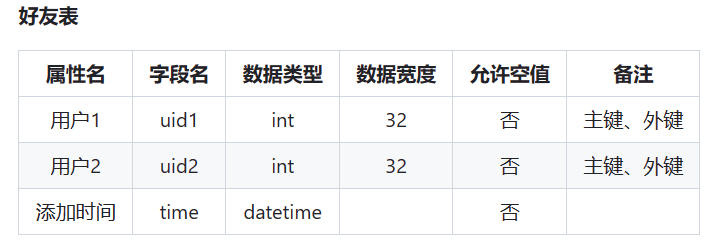 好友表
属性名 字段名 数据类型 数据宽度 允许空值 备注
用户1 uid1 int 32 否 主键、外键
用户2 uid2 int 32 否 主键、外键
添加时间 time datetime 否